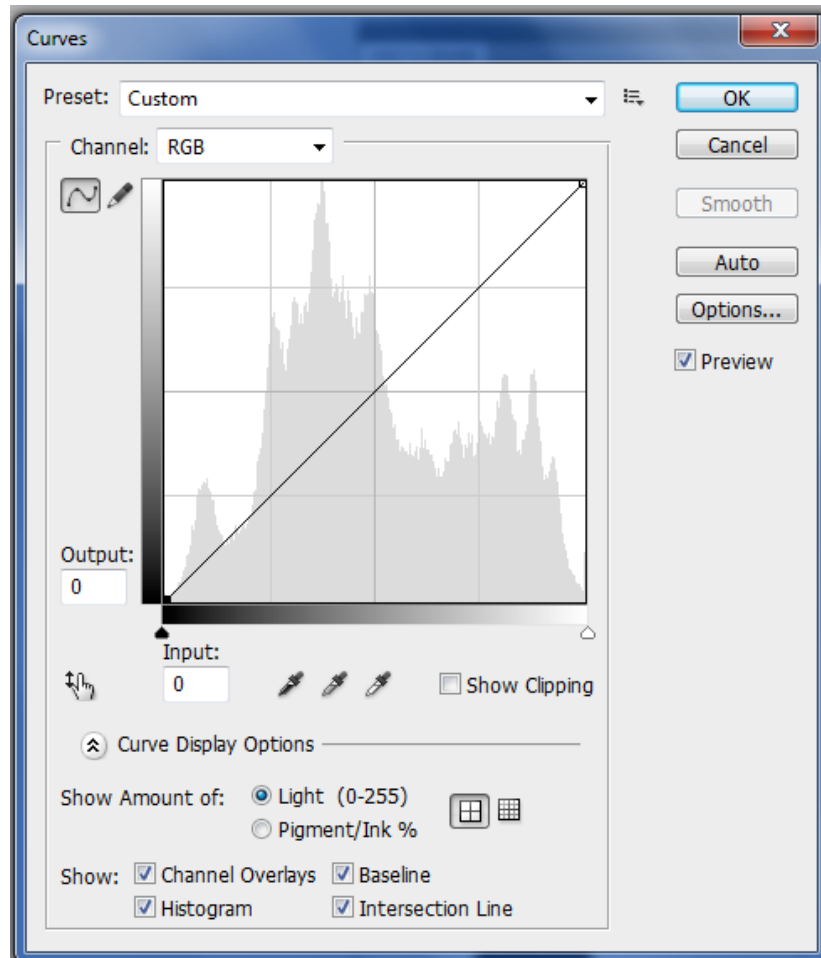 Curves
x
Preset: Custom
OK
Channel: RGB
Cancel
Smooth
Auto
Options...
Preview
Output:
0
Input:
0
Show Clipping
Curve Display Options
Show Amount of: Light (0-255)
Pigment/Ink %
Show: Channel Overlays Baseline
Histogram Intersection Line